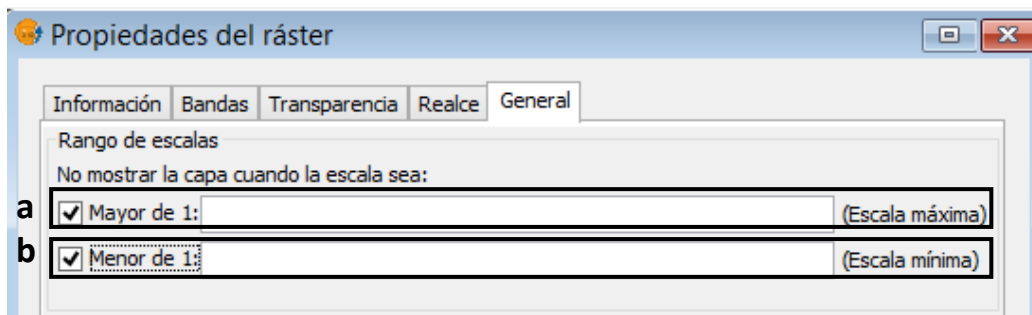 Propiedades del ráster
Información Bandas Transparencia Realce General
Rango de escalas
No mostrar la capa cuando la escala sea:
a Mayor de 1: (Escala máxima)
b Menor de 1: (Escala mínima)